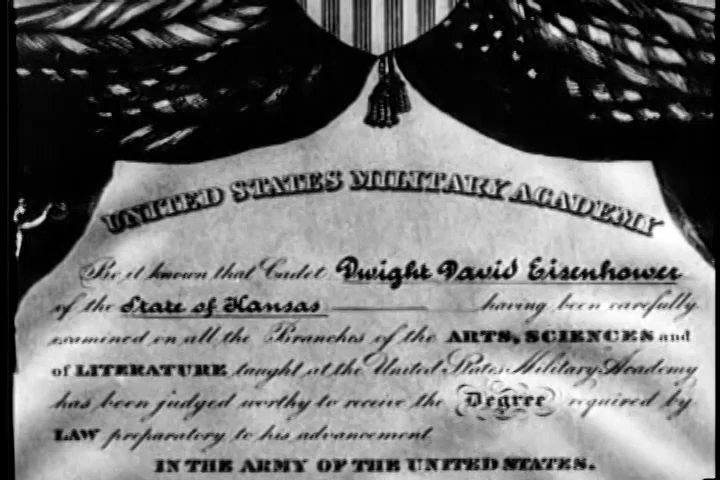 UNITED STATES MILITARY ACADEMY
Be it known that Cadet Dwight David Eisenhower
of the State of Kansas having been carefully
examined on all the Branches of the ARTS, SCIENCES and
of LITERATURE taught at the United States Military Academy
has been judged worthy to receive the Degree required by
LAW preparatory to his advancement
IN THE ARMY OF THE UNITED STATES.